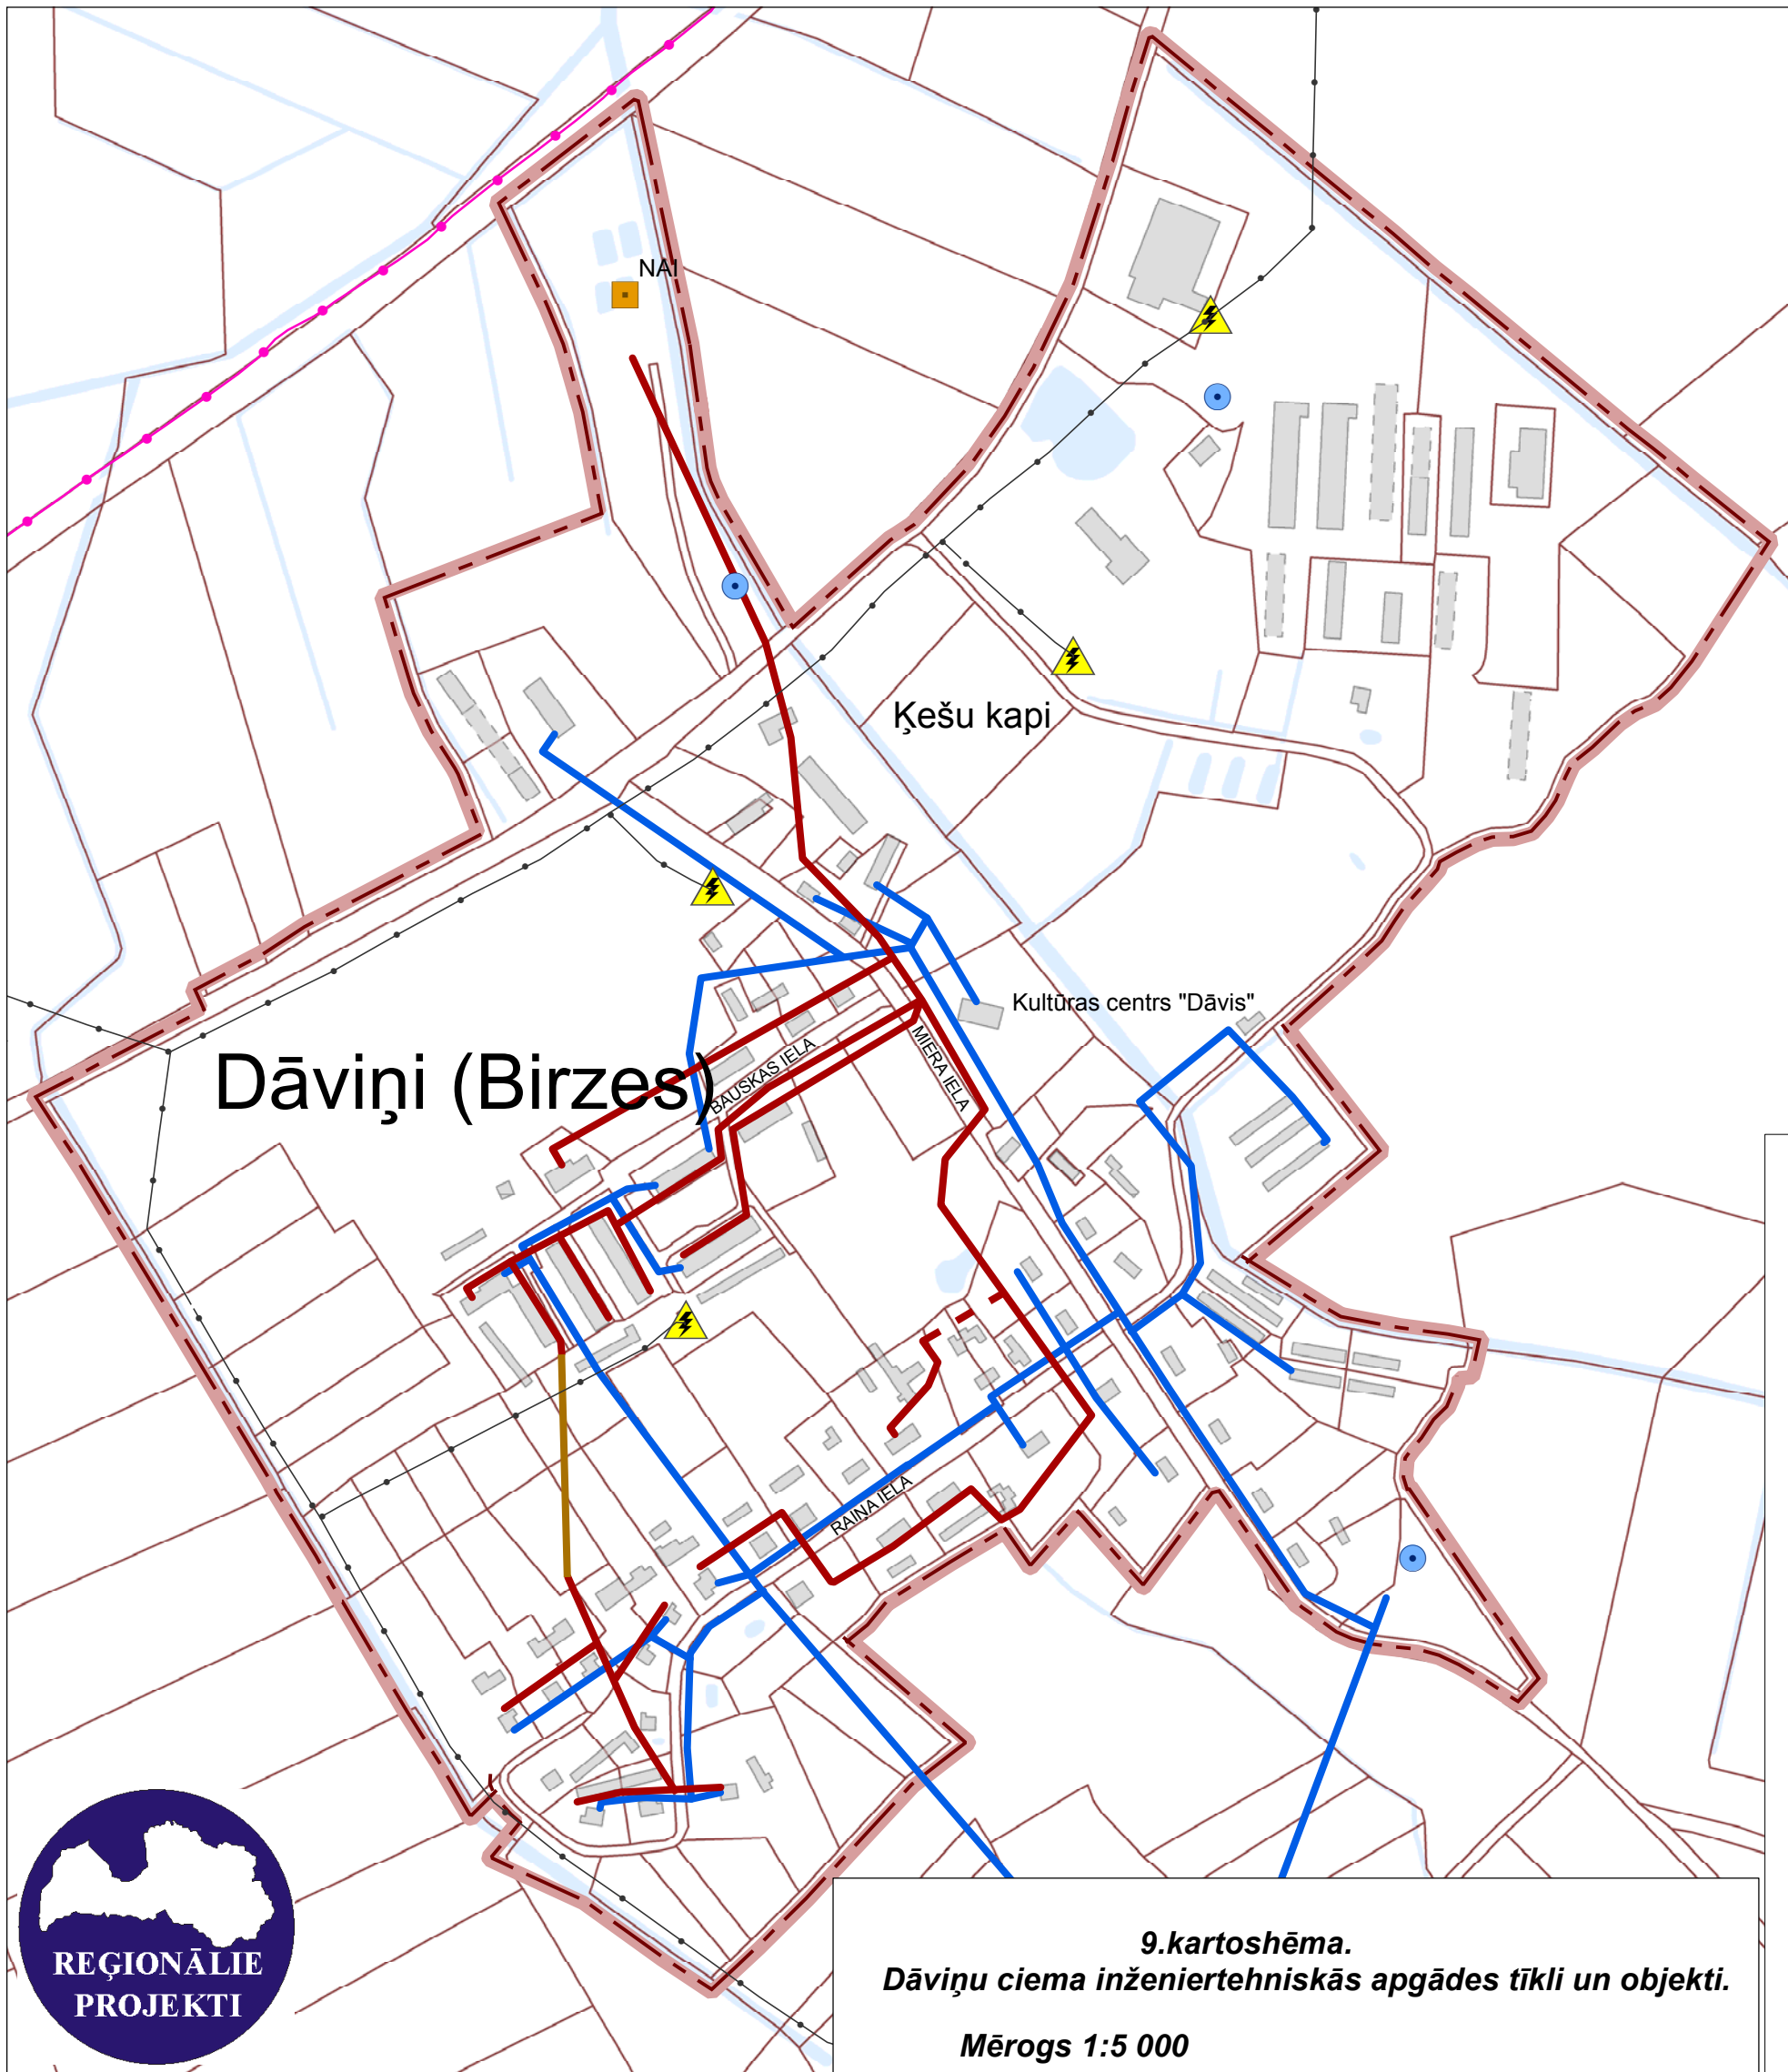 NAI
Ķešu kapi
Kultūras centrs "Dāvis"
MIERA IELA
BAUSKAS IELA
Dāviņi (Birzes)
RAINA IELA
REĢIONĀLIE
PROJEKTI
9.kartoshēma.
Dāviņu ciema inženiertehniskās apgādes tīkli un objekti.
Mērogs 1:5 000